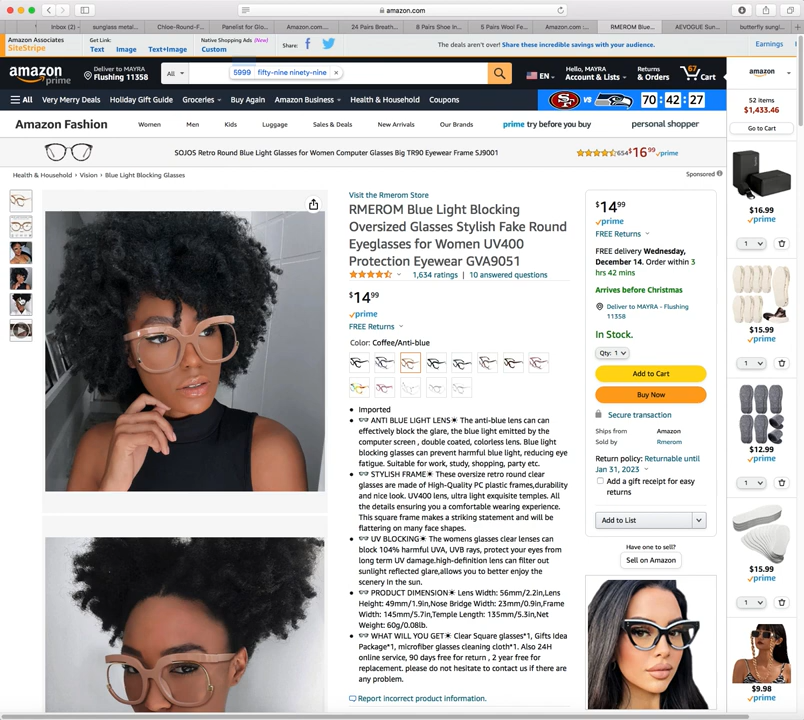 amazon.com
sunglass metal...
Inbox (2) -...
Chloe-Round-F...
Panelist for Glo...
Amazon.com....
24 Pairs Breath...
8 Pairs Shoe In...
5 Pairs Wool Fe...
Amazon.com :...
RMEROM Blue...
AEVOGUE Sun...
butterfly sungl...
Amazon Associates
SiteStripe
Get Link:
Text Image Text+Image
Native Shopping Ads (New)
Custom
Share:
The deals aren't over! Share these incredible savings with your audience.
Earnings
amazon
prime
Deliver to MAYRA
Flushing 11358
All
5999 fifty-nine ninety-nine ×
EN
Hello, MAYRA
Account & Lists
Returns
& Orders
67
Cart
All Very Merry Deals Holiday Gift Guide Groceries Buy Again Amazon Business Health & Household Coupons
VS
70:42:27
Amazon Fashion Women Men Kids Luggage Sales & Deals New Arrivals Our Brands prime try before you buy personal shopper
SOJOS Retro Round Blue Light Glasses for Women Computer Glasses Big TR90 Eyewear Frame SJ9001
654 $16 99 prime
Sponsored
Health & Household › Vision › Blue Light Blocking Glasses
Visit the Rmerom Store
RMEROM Blue Light Blocking
Oversized Glasses Stylish Fake Round
Eyeglasses for Women UV400
Protection Eyewear GVA9051
1,634 ratings | 10 answered questions
$14 99
prime
FREE Returns
Color: Coffee/Anti-blue
• Imported
• ANTI BLUE LIGHT LENS☀ The anti-blue lens can can
effectively block the glare, the blue light emitted by the
computer screen , double coated, colorless lens. Blue light
blocking glasses can prevent harmful blue light, reducing eye
fatigue. Suitable for work, study, shopping, party etc.
• STYLISH FRAME☀ These oversize retro round clear
glasses are made of High-Quality PC plastic frames,durability
and nice look. UV400 lens, ultra light exquisite temples. All
the details ensuring you a comfortable wearing experience.
This square frame makes a striking statement and will be
flattering on many face shapes.
• UV BLOCKING☀ The womens glasses clear lenses can
block 104% harmful UVA, UVB rays, protect your eyes from
long term UV damage.high-definition lens can filter out
sunlight reflected glare,allows you to better enjoy the
scenery in the sun.
• PRODUCT DIMENSION☀ Lens Width: 56mm/2.2in,Lens
Height: 49mm/1.9in,Nose Bridge Width: 23mm/0.9in,Frame
Width: 145mm/5.7in,Temple Length: 135mm/5.3in,Net
Weight: 60g/0.08lb.
• WHAT WILL YOU GET☀ Clear Square glasses*1, Gifts Idea
Package*1, microfiber glasses cleaning cloth*1. Also 24H
online service, 90 days free for return , 2 year free for
replacement. please do not hesitate to contact us if there are
any problem.
Report incorrect product information.
$14 99
prime
FREE Returns
FREE delivery Wednesday,
December 14. Order within 3
hrs 42 mins
Arrives before Christmas
Deliver to MAYRA - Flushing
11358
In Stock.
Qty: 1
Add to Cart
Buy Now
Secure transaction
Ships from Amazon
Sold by Rmerom
Return policy: Returnable until
Jan 31, 2023
Add a gift receipt for easy
returns
Add to List
Have one to sell?
Sell on Amazon
amazon
52 items
$1,433.46
Go to Cart
$16.99
prime
1
$15.99
prime
1
$12.99
prime
1
$15.99
prime
1
$9.98
prime